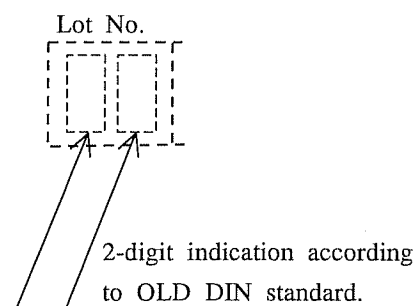 Lot No.
2-digit indication according
to OLD DIN standard.